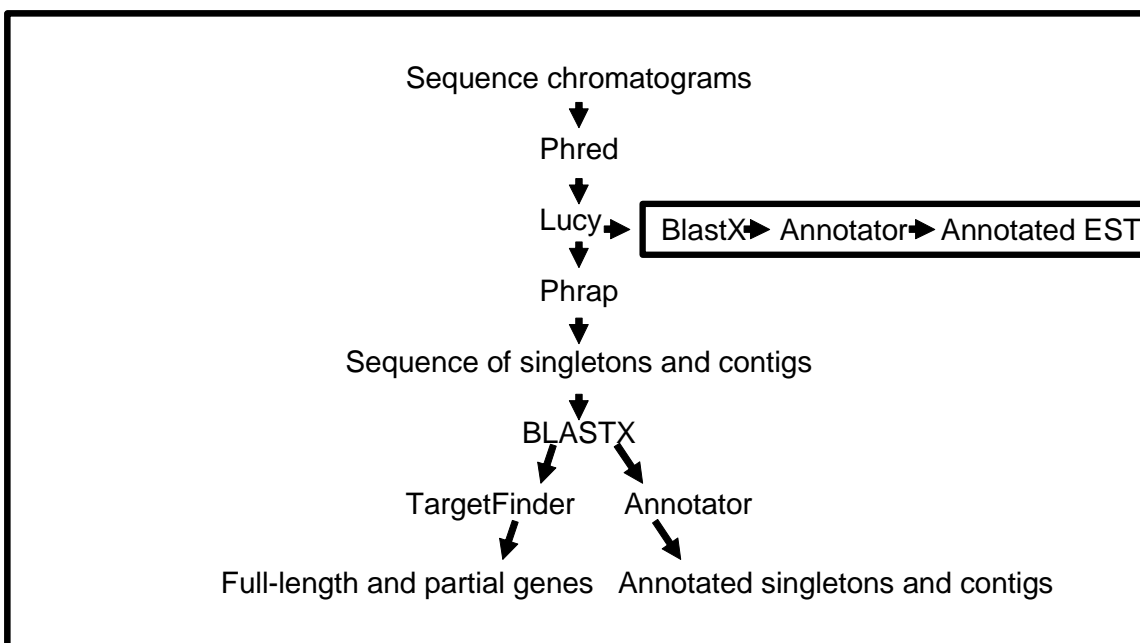 Sequence chromatograms
Phred
Lucy
BlastX
Annotator
Annotated EST
Phrap
Sequence of singletons and contigs
BLASTX
TargetFinder
Annotator
Full-length and partial genes
Annotated singletons and contigs